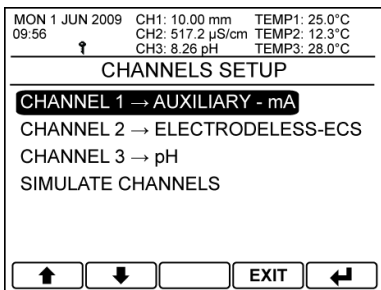 MON 1 JUN 2009 CH1: 10.00 mm TEMP1: 25.0°C
09:56 CH2: 517.2 µS/cm TEMP2: 12.3°C
CH3: 8.26 pH TEMP3: 28.0°C
CHANNELS SETUP
CHANNEL 1 → AUXILIARY - mA
CHANNEL 2 → ELECTRODELESS-ECS
CHANNEL 3 → pH
SIMULATE CHANNELS
EXIT